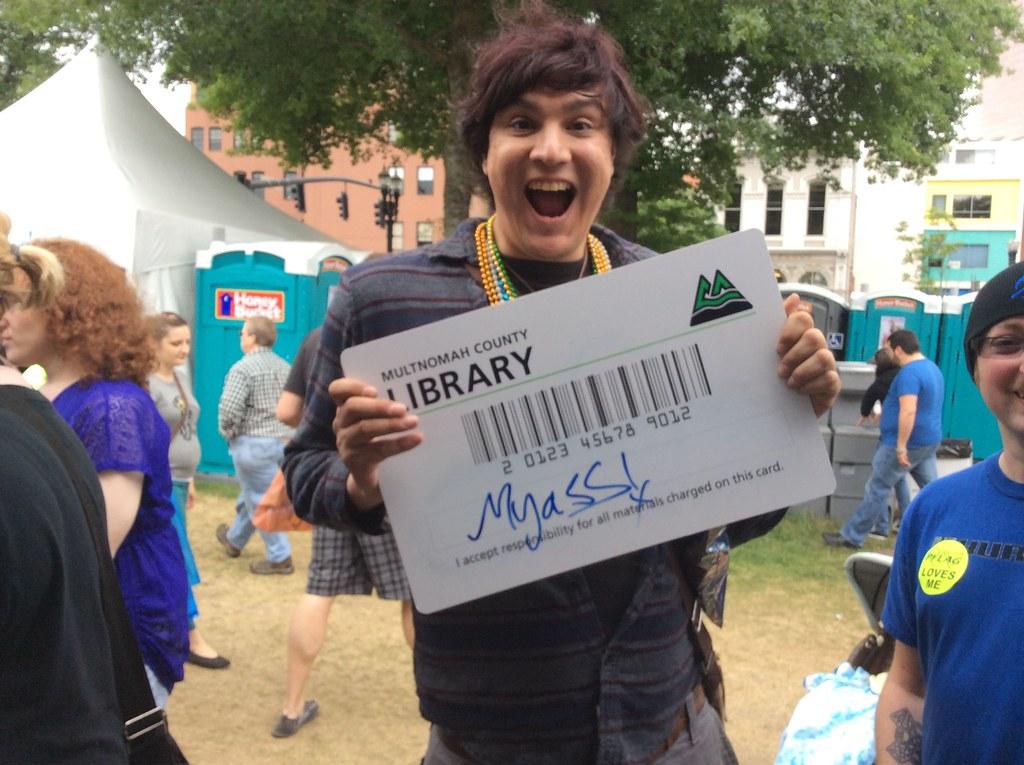 Honey
Bucket
MULTNOMAH COUNTY
LIBRARY
2 0123 45678 9012
Myass!
I accept responsibility for all materials charged on this card.
PFLAG
LOVES
ME